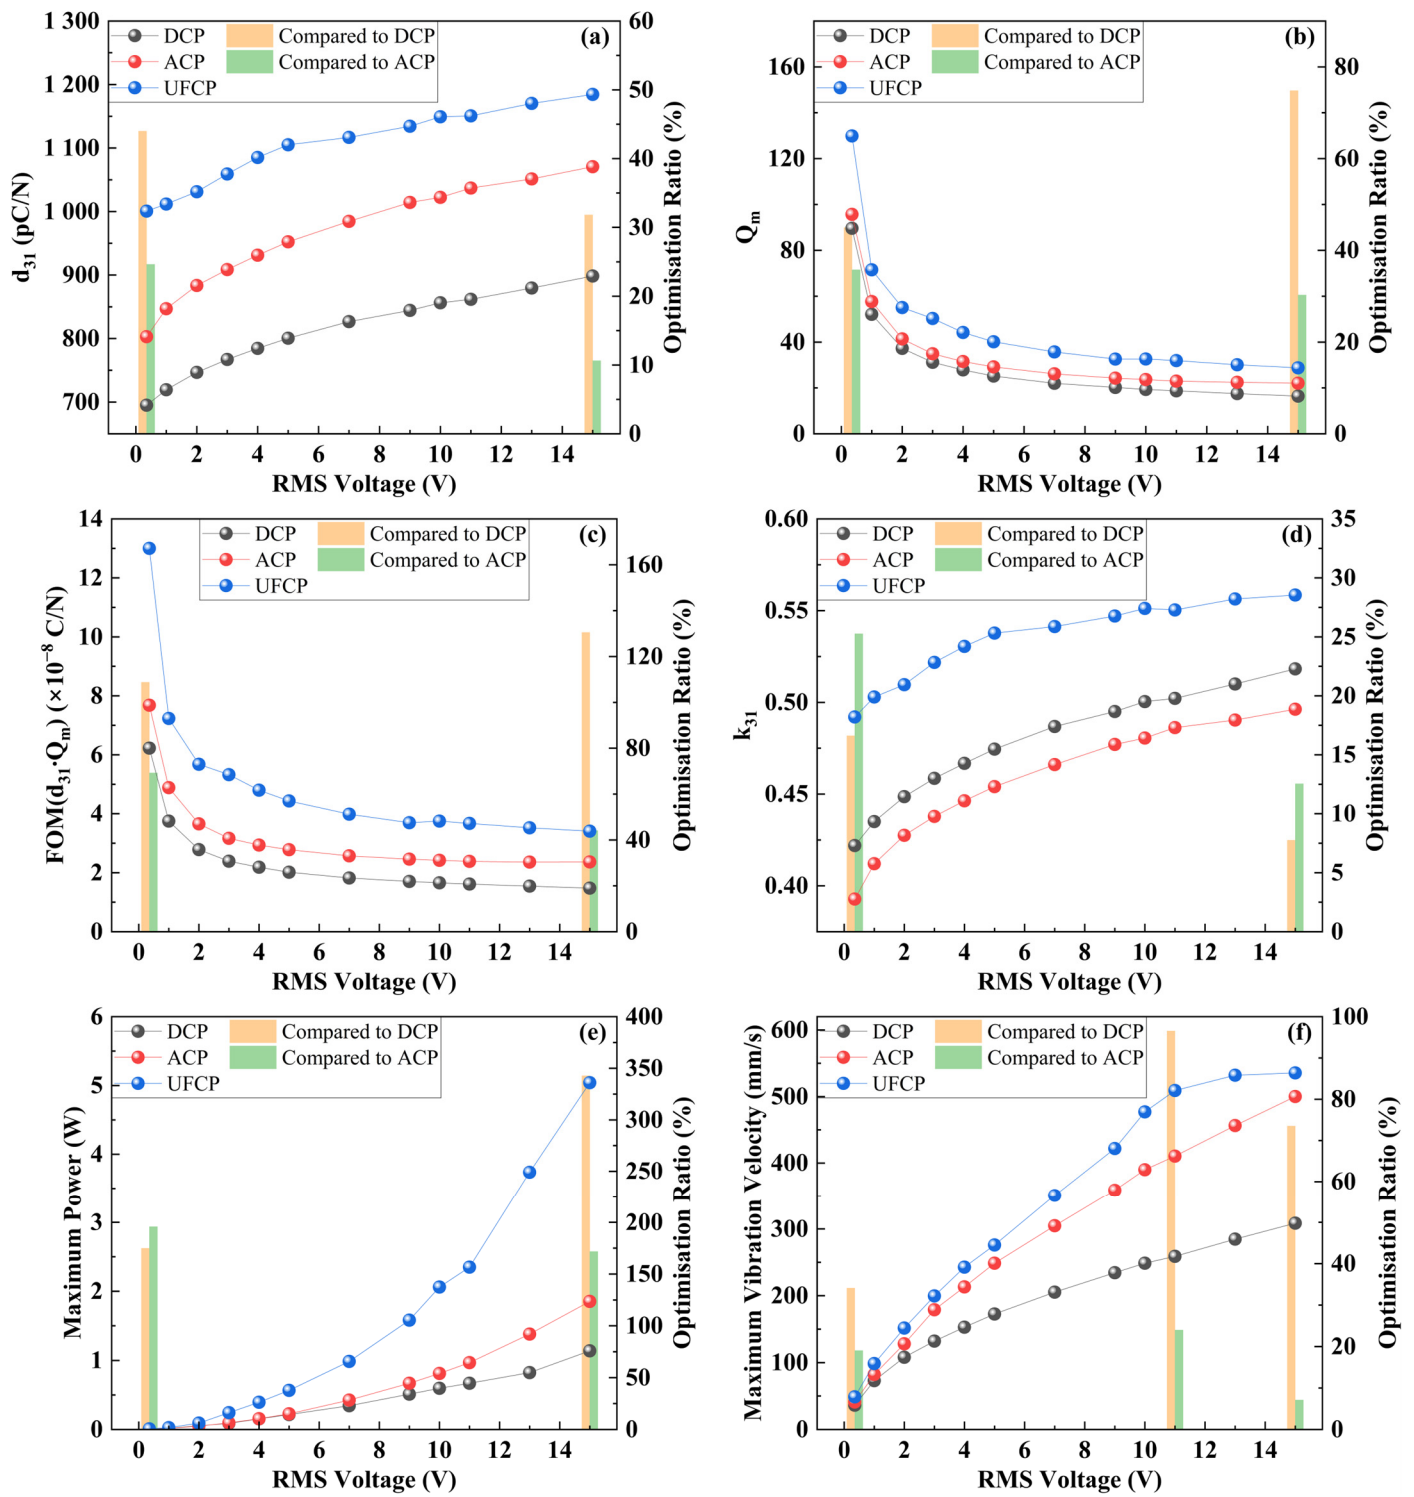 (a)
DCP
ACP
UFCP
Compared to DCP
Compared to ACP
1 300
1 200
1 100
1 000
900
800
700
d31 (pC/N)
0 2 4 6 8 10 12 14
RMS Voltage (V)
60
50
40
30
20
10
0
Optimisation Ratio (%)
(b)
DCP
ACP
UFCP
Compared to DCP
Compared to ACP
160
120
80
40
0
Qm
0 2 4 6 8 10 12 14
RMS Voltage (V)
80
60
40
20
0
Optimisation Ratio (%)
(c)
DCP
ACP
UFCP
Compared to DCP
Compared to ACP
14
12
10
8
6
4
2
0
FOM(d31·Qm) (×10⁻⁸ C/N)
0 2 4 6 8 10 12 14
RMS Voltage (V)
160
120
80
40
0
Optimisation Ratio (%)
(d)
DCP
ACP
UFCP
Compared to DCP
Compared to ACP
0.60
0.55
0.50
0.45
0.40
k31
0 2 4 6 8 10 12 14
RMS Voltage (V)
35
30
25
20
15
10
5
0
Optimisation Ratio (%)
(e)
DCP
ACP
UFCP
Compared to DCP
Compared to ACP
6
5
4
3
2
1
0
Maximum Power (W)
0 2 4 6 8 10 12 14
RMS Voltage (V)
400
350
300
250
200
150
100
50
0
Optimisation Ratio (%)
(f)
DCP
ACP
UFCP
Compared to DCP
Compared to ACP
600
500
400
300
200
100
0
Maximum Vibration Velocity (mm/s)
0 2 4 6 8 10 12 14
RMS Voltage (V)
100
80
60
40
20
0
Optimisation Ratio (%)